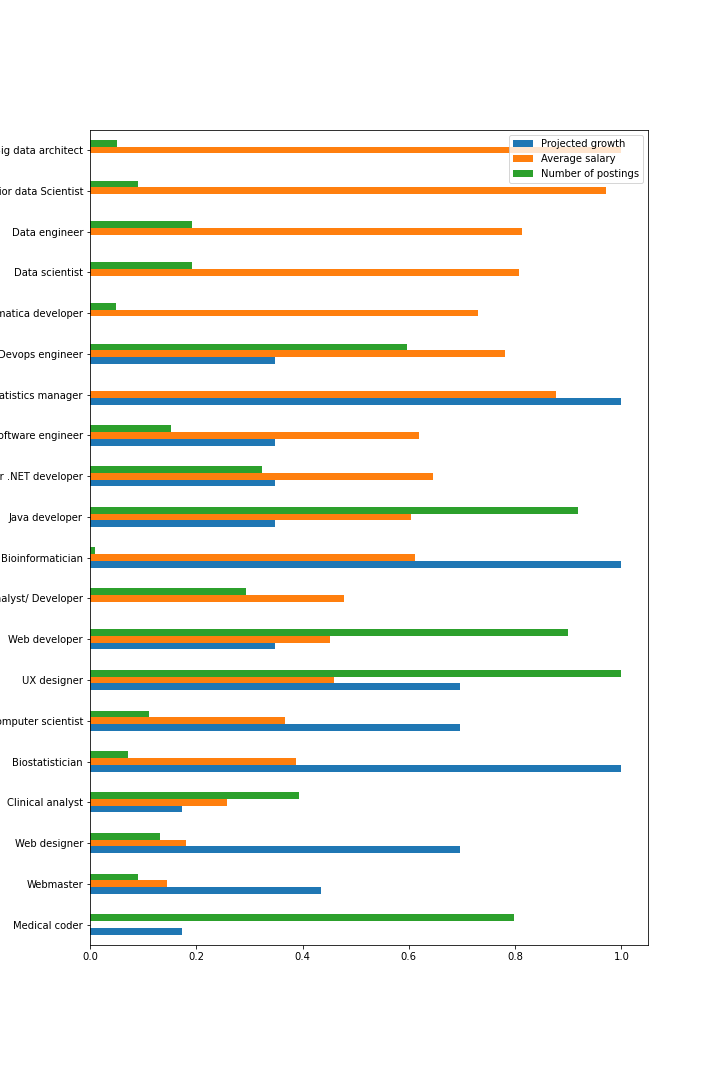 Projected growth
Average salary
Number of postings
ig data architect
ior data Scientist
Data engineer
Data scientist
matica developer
Devops engineer
atistics manager
oftware engineer
r .NET developer
Java developer
Bioinformatician
alyst/ Developer
Web developer
UX designer
omputer scientist
Biostatistician
Clinical analyst
Web designer
Webmaster
Medical coder
0.0 0.2 0.4 0.6 0.8 1.0